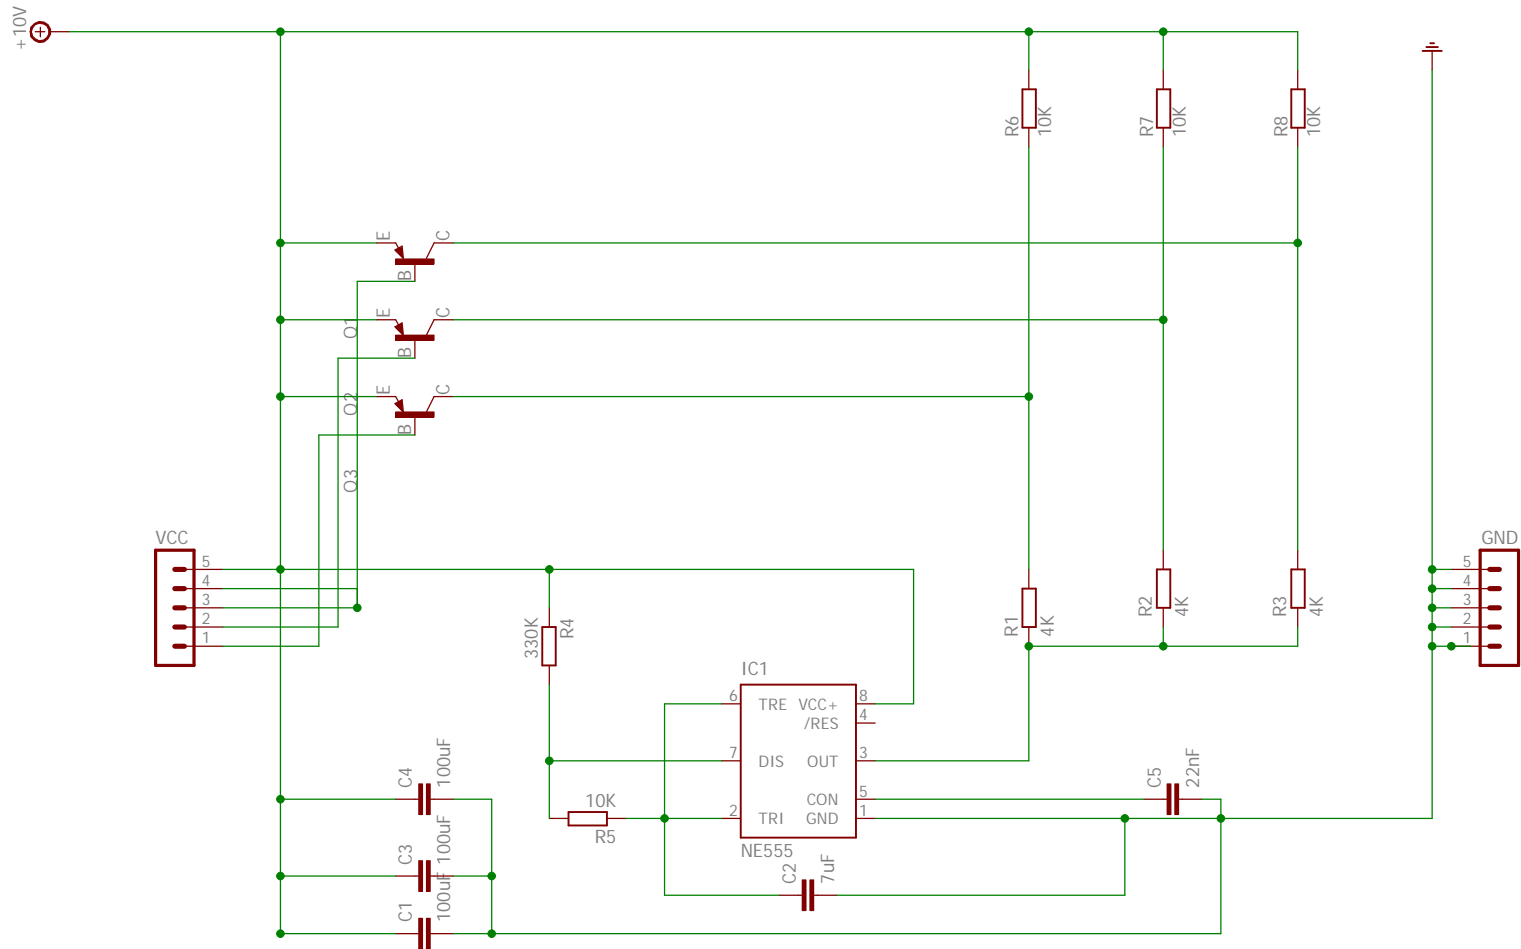 +10V
R6
10K
R7
10K
R8
10K
E
C
B
Q1
E
C
B
Q2
E
C
B
Q3
VCC
5
4
3
2
1
GND
5
4
3
2
1
330K
R4
R1
4K
R2
4K
R3
4K
IC1
6
TRE
VCC+
8
/RES
4
7
DIS
OUT
3
CON
5
2
TRI
GND
1
NE555
10K
R5
C4
100uF
C3
100uF
C1
100uF
C2
7uF
C5
22nF